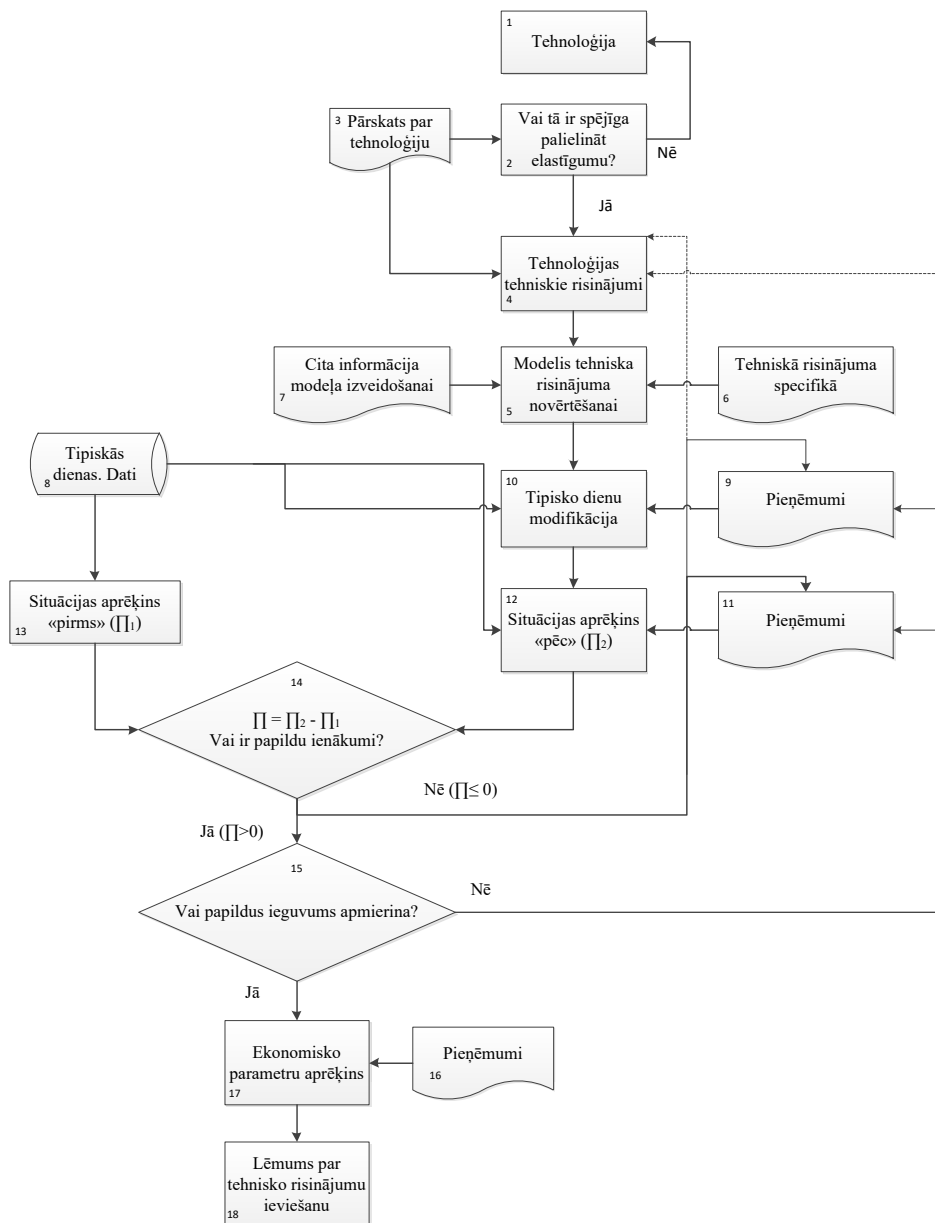 1
Tehnoloģija
3 Pārskats par
tehnoloģiju
Vai tā ir spējīga
palielināt
elastīgumu?
2
Nē
Jā
Tehnoloģijas
tehniskie risinājumi
4
Cita informācija
modeļa izveidošanai
7
Modelis tehniska
risinājuma
novērtēšanai
5
Tehniskā risinājuma
specifikā
6
Tipiskās
dienas. Dati
8
10
Tipisko dienu
modifikācija
9
Pieņēmumi
Situācijas aprēķins
«pirms» (∏₁)
13
12
Situācijas aprēķins
«pēc» (∏₂)
11
Pieņēmumi
14
∏ = ∏₂ - ∏₁
Vai ir papildu ienākumi?
Nē (∏≤ 0)
Jā (∏>0)
15
Vai papildus ieguvums apmierina?
Nē
Jā
Ekonomisko
parametru aprēķins
17
Pieņēmumi
16
Lēmums par
tehnisko risinājumu
ieviešanu
18